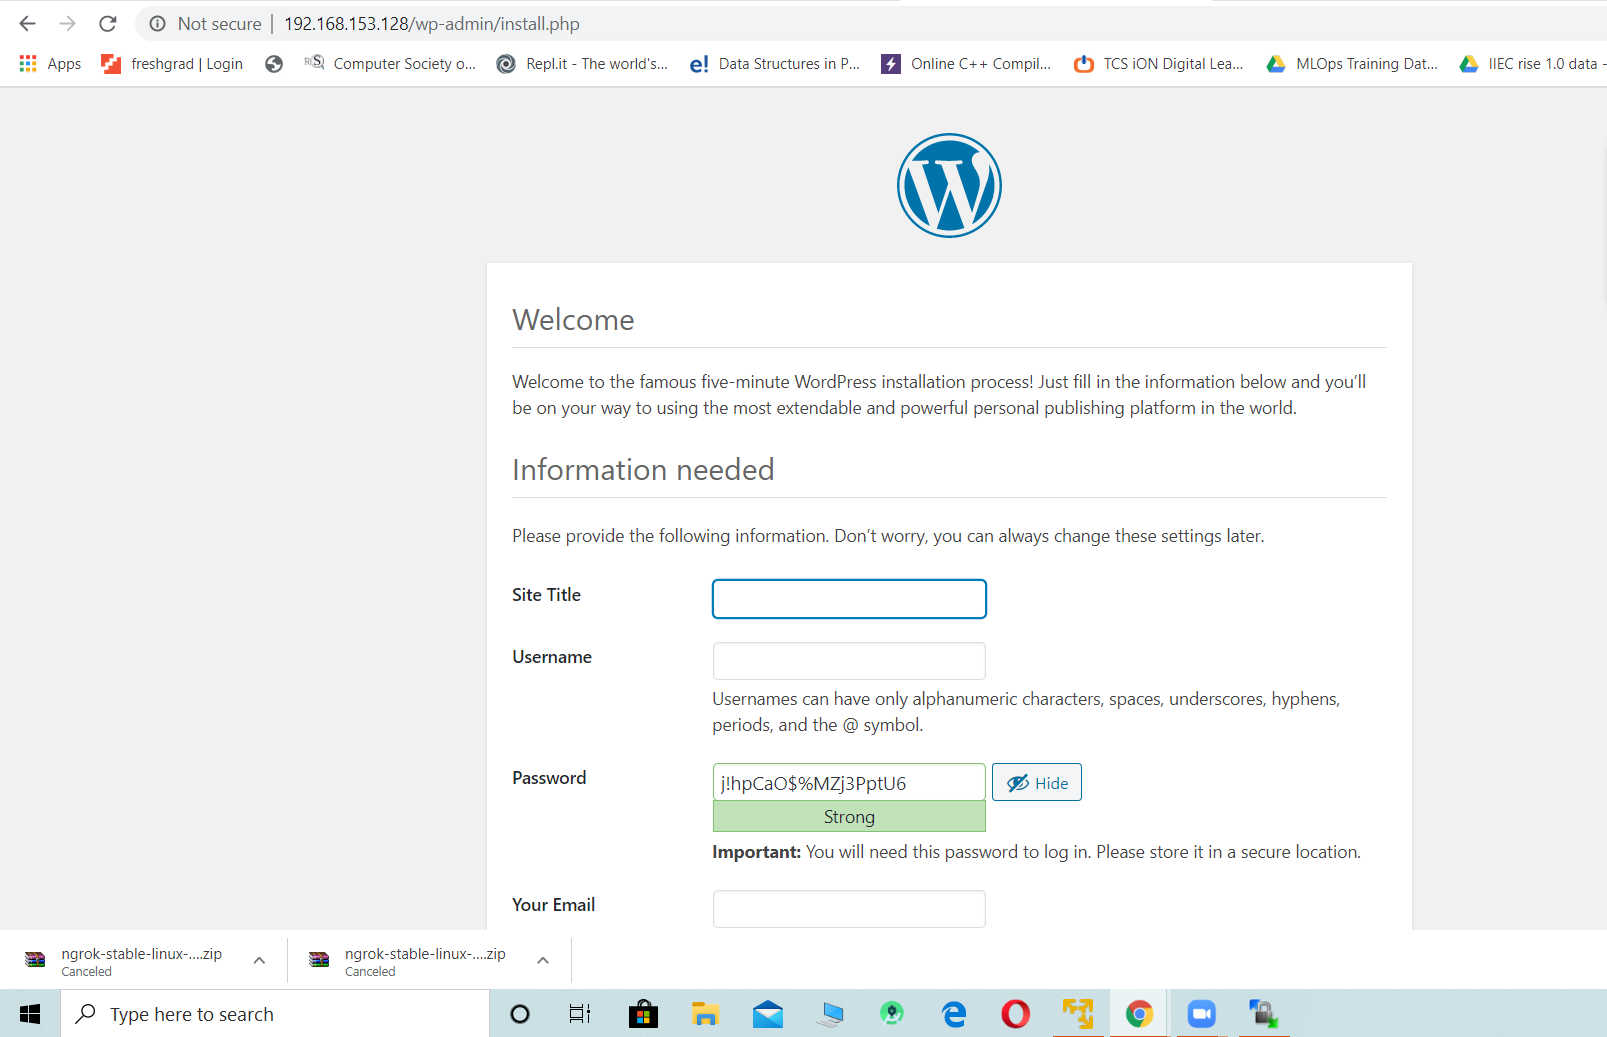 Not secure | 192.168.153.128/wp-admin/install.php
Apps freshgrad | Login Computer Society o... Repl.it - The world's... e! Data Structures in P... Online C++ Compil... TCS iON Digital Lea... MLOps Training Dat... IIEC rise 1.0 data -
Welcome
Welcome to the famous five-minute WordPress installation process! Just fill in the information below and you’ll
be on your way to using the most extendable and powerful personal publishing platform in the world.
Information needed
Please provide the following information. Don’t worry, you can always change these settings later.
Site Title
Username
Usernames can have only alphanumeric characters, spaces, underscores, hyphens,
periods, and the @ symbol.
Password j!hpCaO$%MZj3PptU6 Hide
Strong
Important: You will need this password to log in. Please store it in a secure location.
Your Email
ngrok-stable-linux-....zip ngrok-stable-linux-....zip
Canceled Canceled
Type here to search